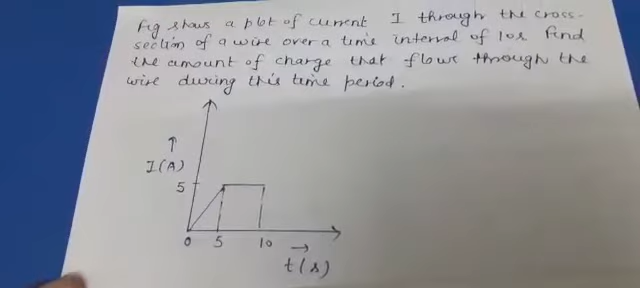 Fig shows a plot of current I through the cross-
section of a wire over a time interval of 10s Find
the amount of charge that flows through the
wire during this time period.
↑
I(A)
5
0 5 10 →
t(s)